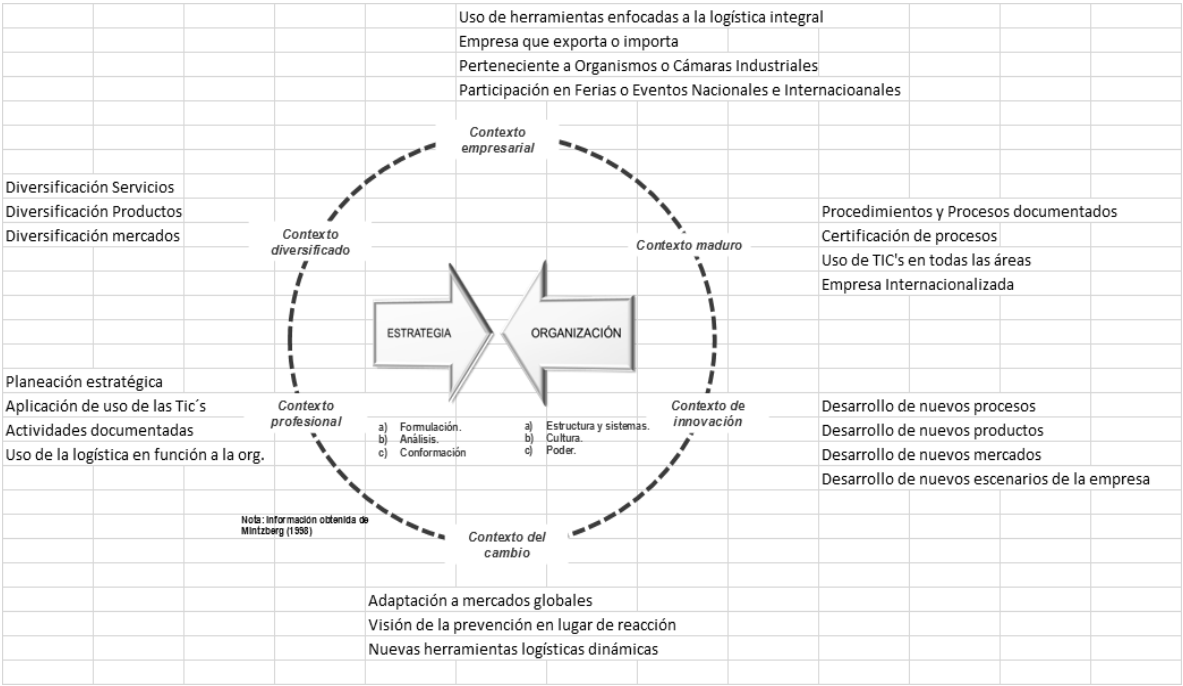 Uso de herramientas enfocadas a la logística integral
Empresa que exporta o importa
Perteneciente a Organismos o Cámaras Industriales
Participación en Ferias o Eventos Nacionales e Internacioanales
Contexto
empresarial
Diversificación Servicios
Diversificación Productos
Diversificación mercados
Contexto
diversificado
Contexto maduro
Procedimientos y Procesos documentados
Certificación de procesos
Uso de TIC's en todas las áreas
Empresa Internacionalizada
ESTRATEGIA
ORGANIZACIÓN
Planeación estratégica
Aplicación de uso de las Tic´s
Actividades documentadas
Uso de la logística en función a la org.
Contexto
profesional
a) Formulación.
b) Análisis.
c) Conformación
a) Estructura y sistemas.
b) Cultura.
c) Poder.
Contexto de
innovación
Desarrollo de nuevos procesos
Desarrollo de nuevos productos
Desarrollo de nuevos mercados
Desarrollo de nuevos escenarios de la empresa
Nota: Información obtenida de
Mintzberg (1998)
Contexto del
cambio
Adaptación a mercados globales
Visión de la prevención en lugar de reacción
Nuevas herramientas logísticas dinámicas